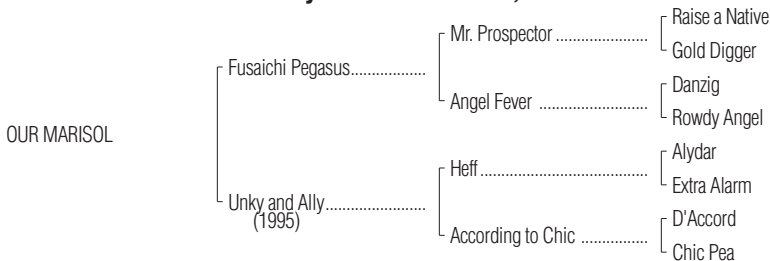 Raise a Native
Mr. Prospector ..................
Gold Digger
Fusaichi Pegasus..................
Danzig
Angel Fever .....................
Rowdy Angel
OUR MARISOL
Alydar
Heff................................
Extra Alarm
Unky and Ally......................
(1995)
D'Accord
According to Chic ..............
Chic Pea